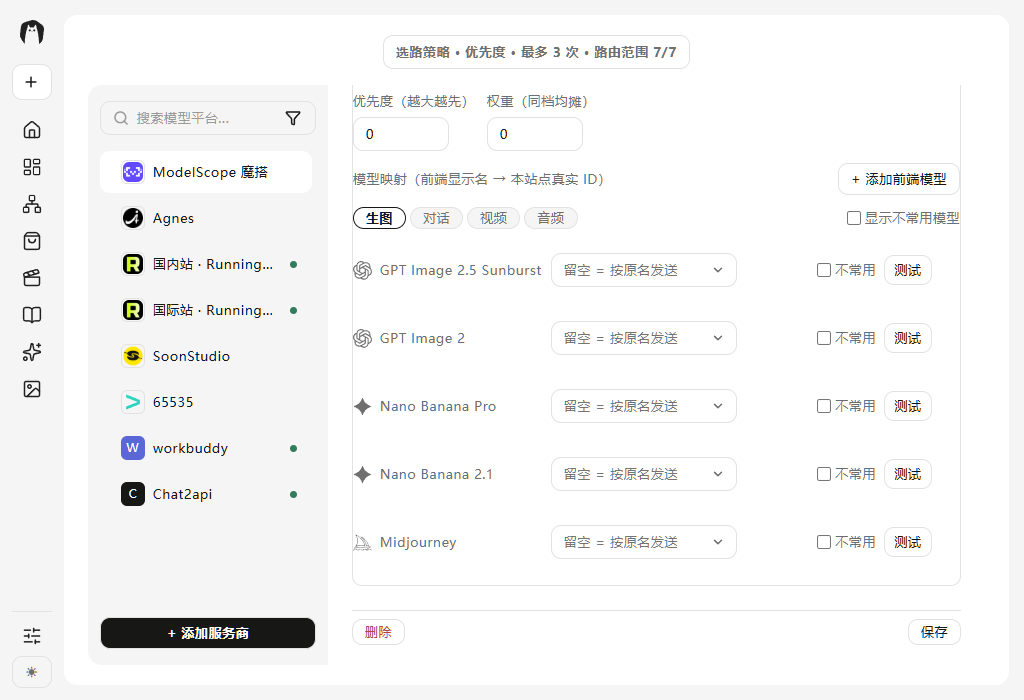 选路策略 • 优先度 • 最多 3 次 • 路由范围 7/7
搜索模型平台...
ModelScope 魔搭
Agnes
国内站 · Running...
国际站 · Running...
SoonStudio
65535
W workbuddy
C Chat2api
+ 添加服务商
优先度（越大越先） 权重（同档均摊）
0 0
模型映射（前端显示名 → 本站点真实 ID） + 添加前端模型
生图 对话 视频 音频 显示不常用模型
GPT Image 2.5 Sunburst 留空 = 按原名发送 不常用 测试
GPT Image 2 留空 = 按原名发送 不常用 测试
Nano Banana Pro 留空 = 按原名发送 不常用 测试
Nano Banana 2.1 留空 = 按原名发送 不常用 测试
Midjourney 留空 = 按原名发送 不常用 测试
删除 保存